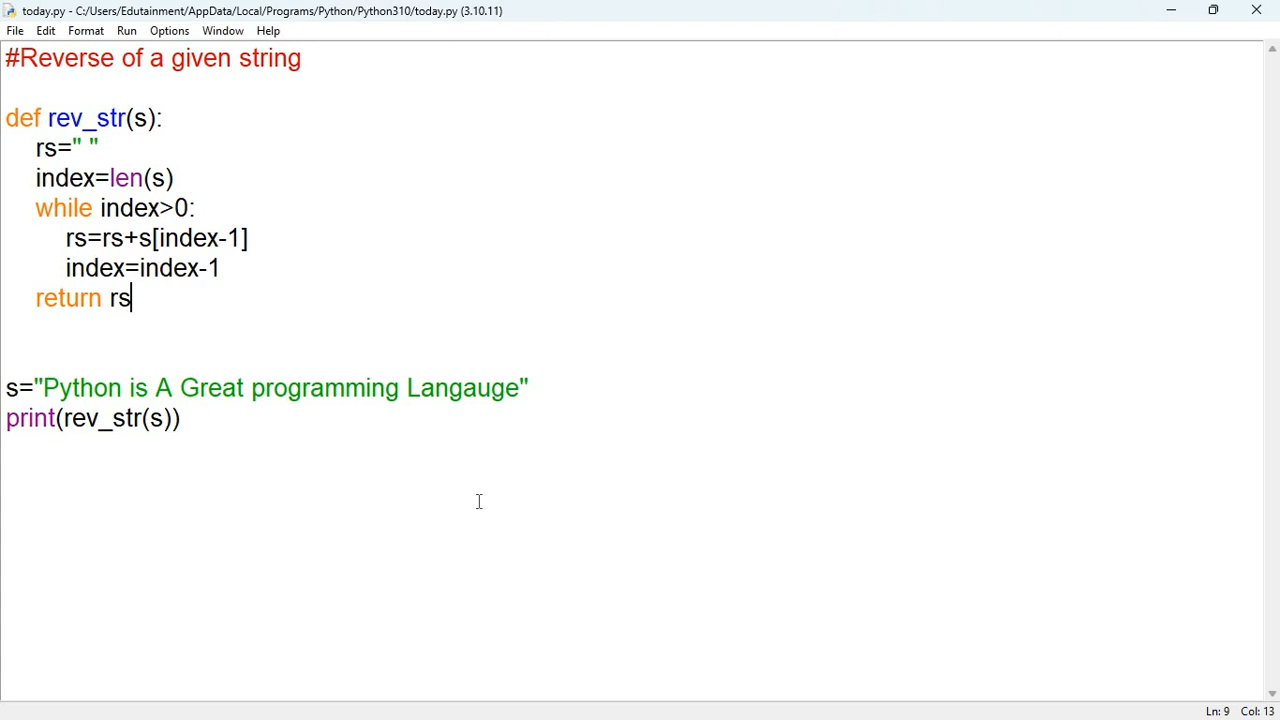 today.py - C:/Users/Edutainment/AppData/Local/Programs/Python/Python310/today.py (3.10.11)
File Edit Format Run Options Window Help
#Reverse of a given string
def rev_str(s):
    rs=" "
    index=len(s)
    while index>0:
        rs=rs+s[index-1]
        index=index-1
    return rs
s="Python is A Great programming Langauge"
print(rev_str(s))
Ln: 9 Col: 13